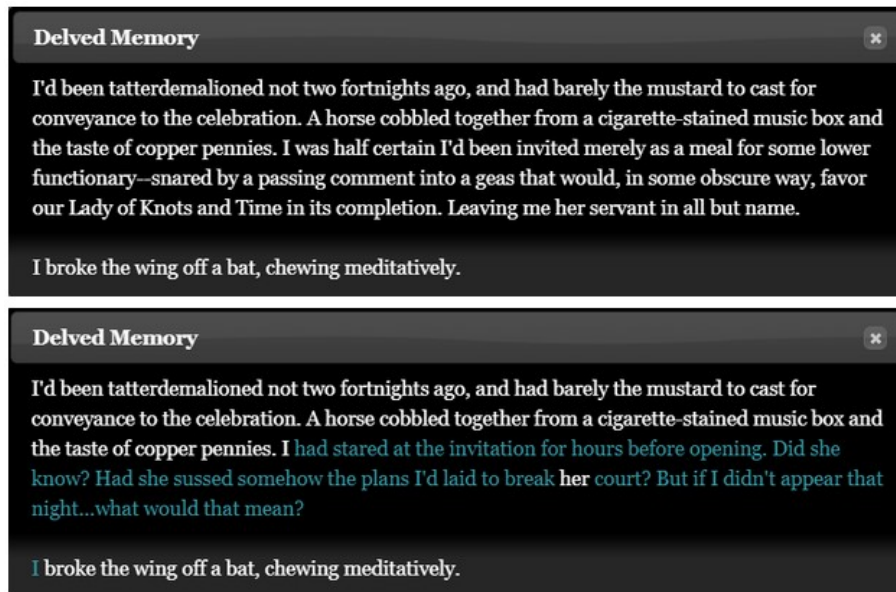 Delved Memory
I'd been tatterdemalioned not two fortnights ago, and had barely the mustard to cast for
conveyance to the celebration. A horse cobbled together from a cigarette-stained music box and
the taste of copper pennies. I was half certain I'd been invited merely as a meal for some lower
functionary--snared by a passing comment into a geas that would, in some obscure way, favor
our Lady of Knots and Time in its completion. Leaving me her servant in all but name.
I broke the wing off a bat, chewing meditatively.
Delved Memory
I'd been tatterdemalioned not two fortnights ago, and had barely the mustard to cast for
conveyance to the celebration. A horse cobbled together from a cigarette-stained music box and
the taste of copper pennies. I had stared at the invitation for hours before opening. Did she
know? Had she sussed somehow the plans I'd laid to break her court? But if I didn't appear that
night...what would that mean?
I broke the wing off a bat, chewing meditatively.